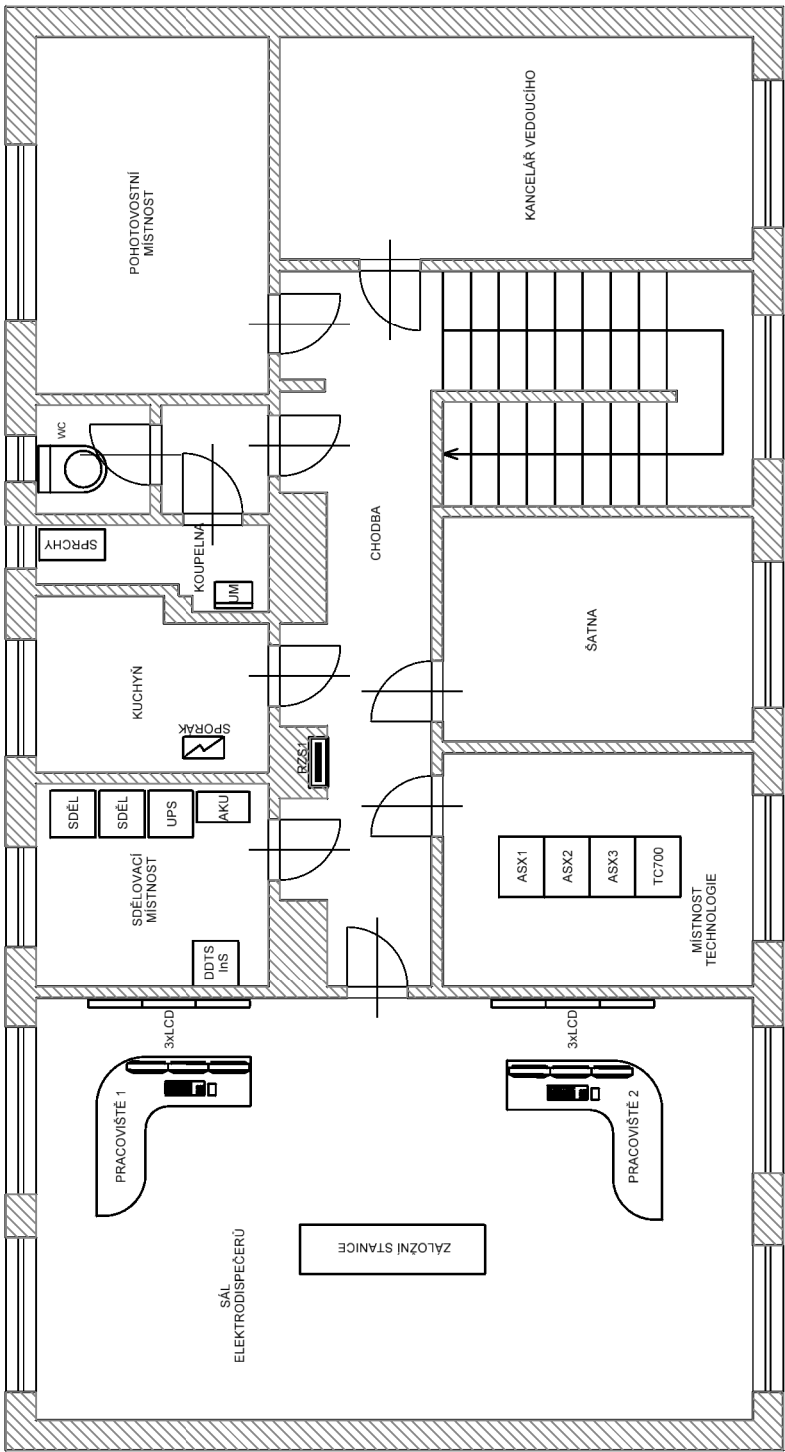 POHOTOVOSTNÍ
MÍSTNOST
KANCELÁŘ VEDOUCÍHO
WC
SPRCHY
KOUPELNA
UM
CHODBA
KUCHYŇ
SPORÁK
ŠATNA
RZS1
SDĚL
SDĚL
UPS
AKU
SDĚLOVACÍ
MÍSTNOST
DDTS
InS
ASX1
ASX2
ASX3
TC700
MÍSTNOST
TECHNOLOGIE
3xLCD
3xLCD
PRACOVIŠTĚ 1
PRACOVIŠTĚ 2
ZÁLOŽNÍ STANICE
SÁL
ELEKTRODISPEČERŮ